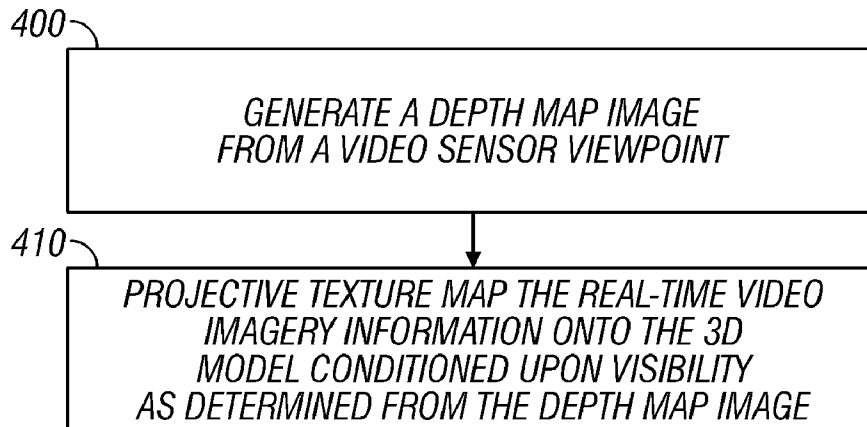 400
GENERATE A DEPTH MAP IMAGE
FROM A VIDEO SENSOR VIEWPOINT
410
PROJECTIVE TEXTURE MAP THE REAL-TIME VIDEO
IMAGERY INFORMATION ONTO THE 3D
MODEL CONDITIONED UPON VISIBILITY
AS DETERMINED FROM THE DEPTH MAP IMAGE